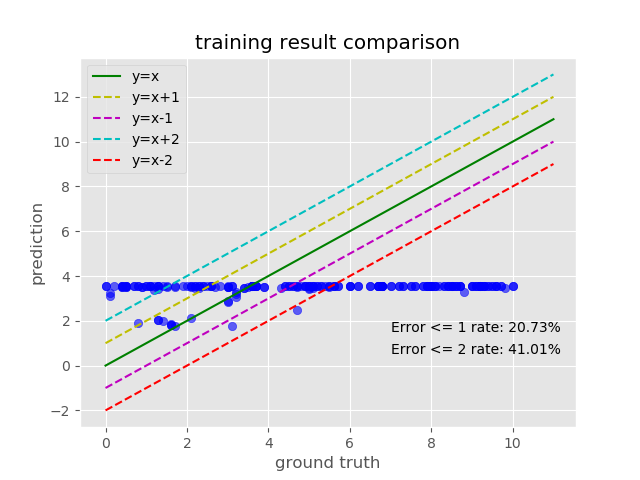 training result comparison
y=x
y=x+1
y=x-1
y=x+2
y=x-2
12
10
8
6
4
2
0
−2
prediction
Error <= 1 rate: 20.73%
Error <= 2 rate: 41.01%
0 2 4 6 8 10
ground truth